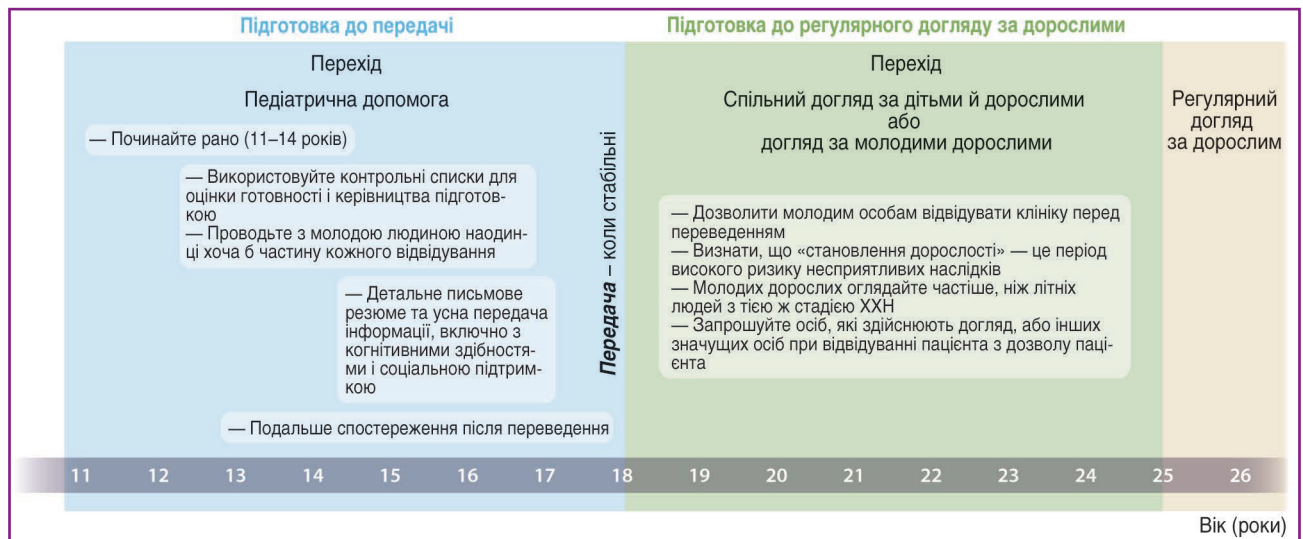 Підготовка до передачі
Підготовка до регулярного догляду за дорослими
Перехід
Педіатрична допомога
— Починайте рано (11–14 років)
— Використовуйте контрольні списки для
оцінки готовності і керівництва підготов-
кою
— Проводьте з молодою людиною наодин-
ці хоча б частину кожного відвідування
— Детальне письмове
резюме та усна передача
інформації, включно з
когнітивними здібностя-
ми і соціальною підтрим-
кою
— Подальше спостереження після переведення
Передача – коли стабільні
Перехід
Спільний догляд за дітьми й дорослими
або
догляд за молодими дорослими
— Дозволити молодим особам відвідувати клініку перед
переведенням
— Визнати, що «становлення дорослості» — це період
високого ризику несприятливих наслідків
— Молодих дорослих оглядайте частіше, ніж літніх
людей з тією ж стадією ХХН
— Запрошуйте осіб, які здійснюють догляд, або інших
значущих осіб при відвідуванні пацієнта з дозволу паці-
єнта
Регулярний
догляд
за дорослим
11 12 13 14 15 16 17 18 19 20 21 22 23 24 25 26
Вік (роки)